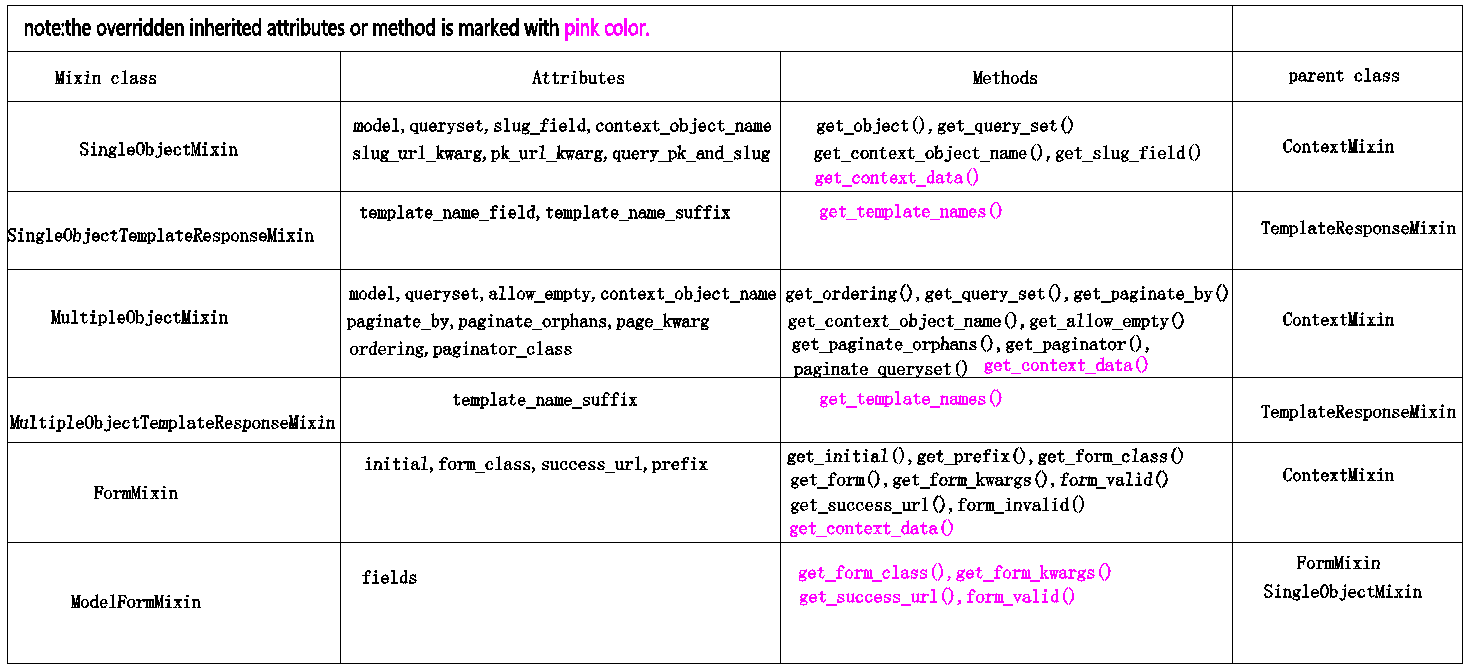 note:the overridden inherited attributes or method is marked with pink color.
Mixin class Attributes Methods parent class
SingleObjectMixin
model,queryset,slug_field,context_object_name
slug_url_kwarg,pk_url_kwarg,query_pk_and_slug
get_object(),get_query_set()
get_context_object_name(),get_slug_field()
get_context_data()
ContextMixin
SingleObjectTemplateResponseMixin
template_name_field,template_name_suffix
get_template_names()
TemplateResponseMixin
MultipleObjectMixin
model,queryset,allow_empty,context_object_name
paginate_by,paginate_orphans,page_kwarg
ordering,paginator_class
get_ordering(),get_query_set(),get_paginate_by()
get_context_object_name(),get_allow_empty()
get_paginate_orphans(),get_paginator(),
paginate_queryset() get_context_data()
ContextMixin
MultipleObjectTemplateResponseMixin
template_name_suffix
get_template_names()
TemplateResponseMixin
FormMixin
initial,form_class,success_url,prefix
get_initial(),get_prefix(),get_form_class()
get_form(),get_form_kwargs(),form_valid()
get_success_url(),form_invalid()
get_context_data()
ContextMixin
ModelFormMixin
fields
get_form_class(),get_form_kwargs()
get_success_url(),form_valid()
FormMixin
SingleObjectMixin